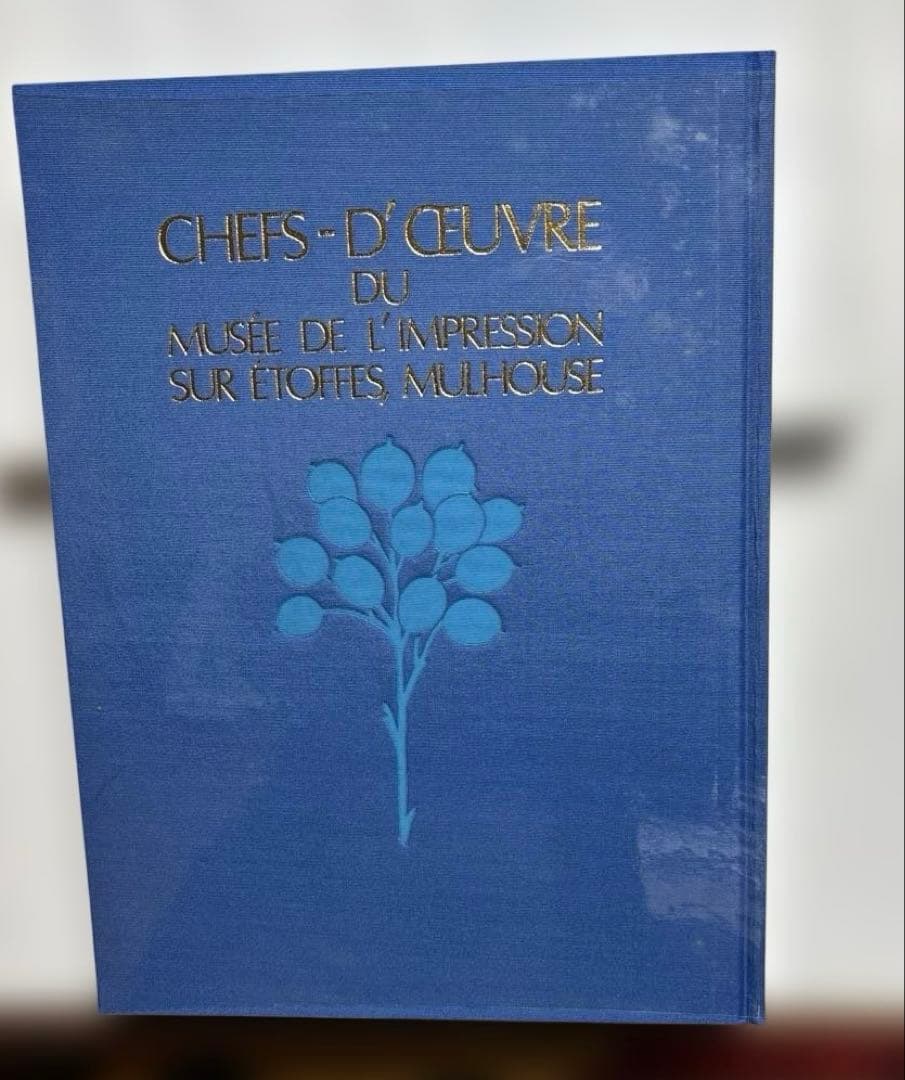 CHEFS-D'ŒUVRE
DU
MUSÉE DE L'IMPRESSION
SUR ÉTOFFES, MULHOUSE